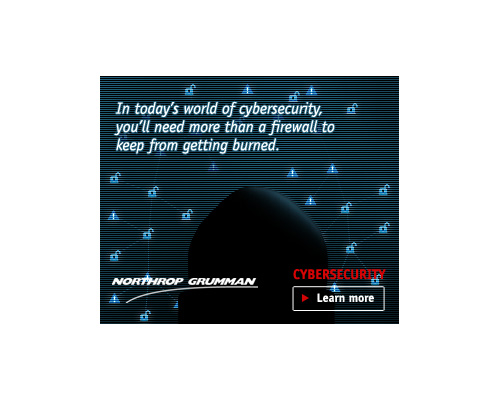 In today's world of cybersecurity,
you'll need more than a firewall to
keep from getting burned.
NORTHROP GRUMMAN
CYBERSECURITY
Learn more